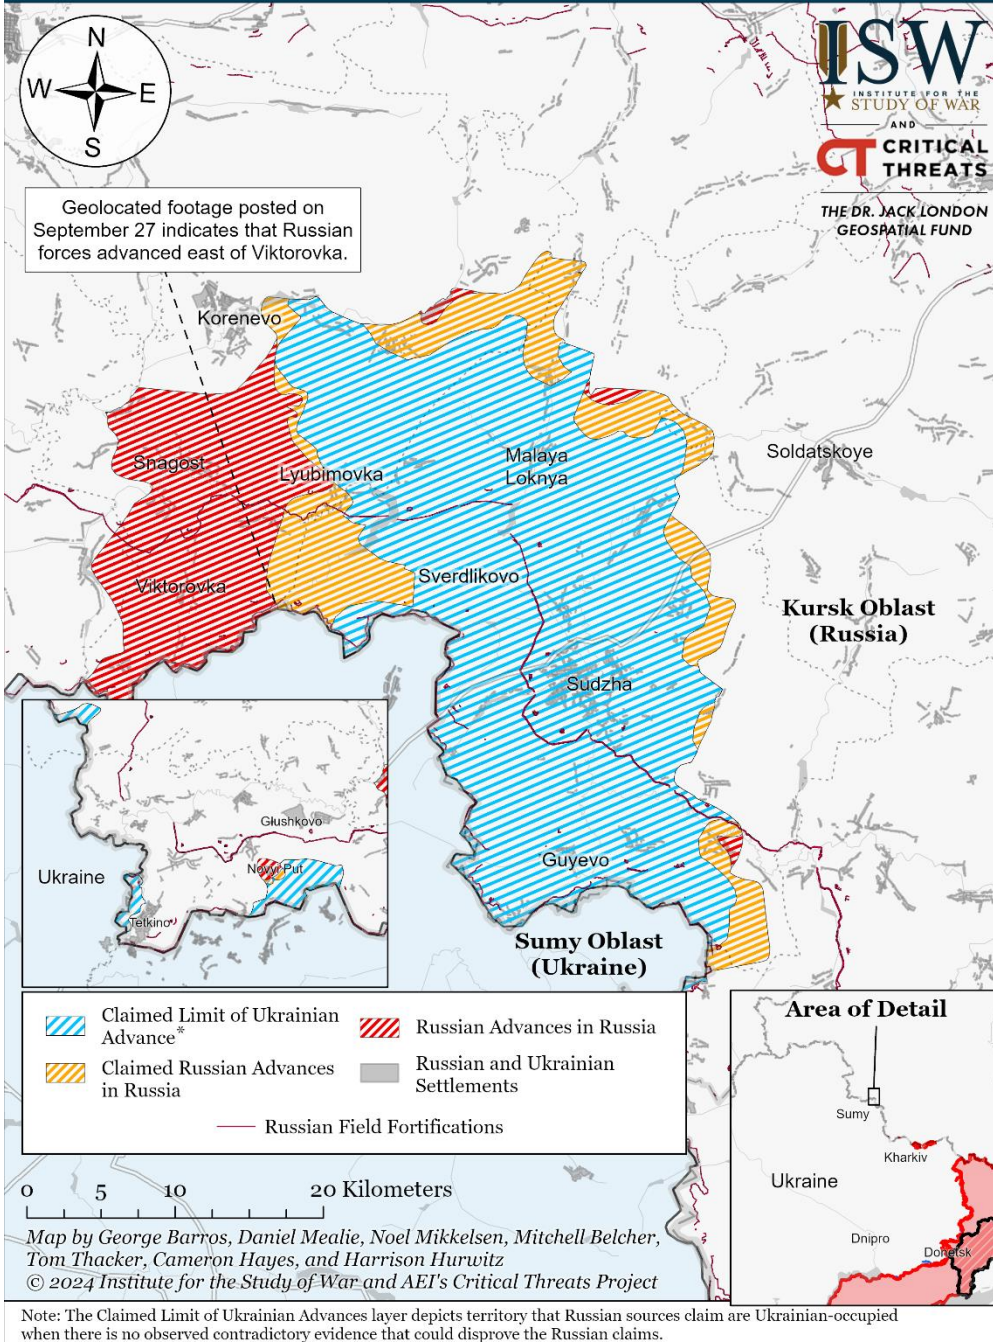 N
W
E
S
ISW
INSTITUTE FOR THE
STUDY OF WAR
AND
CT CRITICAL
THREATS
THE DR. JACK LONDON
GEOSPATIAL FUND
Geolocated footage posted on
September 27 indicates that Russian
forces advanced east of Viktorovka.
Korenevo
Snagost
Lyubimovka
Malaya
Loknya
Soldatskoye
Viktorovka
Sverdlikovo
Kursk Oblast
(Russia)
Sudzha
Guyevo
Sumy Oblast
(Ukraine)
Glushkovo
Ukraine
Novyi Put
Tetkino
Claimed Limit of Ukrainian
Advance*
Claimed Russian Advances
in Russia
Russian Advances in Russia
Russian and Ukrainian
Settlements
Russian Field Fortifications
Area of Detail
Sumy
Kharkiv
Ukraine
Dnipro
Donetsk
0 5 10 20 Kilometers
Map by George Barros, Daniel Mealie, Noel Mikkelsen, Mitchell Belcher,
Tom Thacker, Cameron Hayes, and Harrison Hurwitz
© 2024 Institute for the Study of War and AEI's Critical Threats Project
Note: The Claimed Limit of Ukrainian Advances layer depicts territory that Russian sources claim are Ukrainian-occupied
when there is no observed contradictory evidence that could disprove the Russian claims.